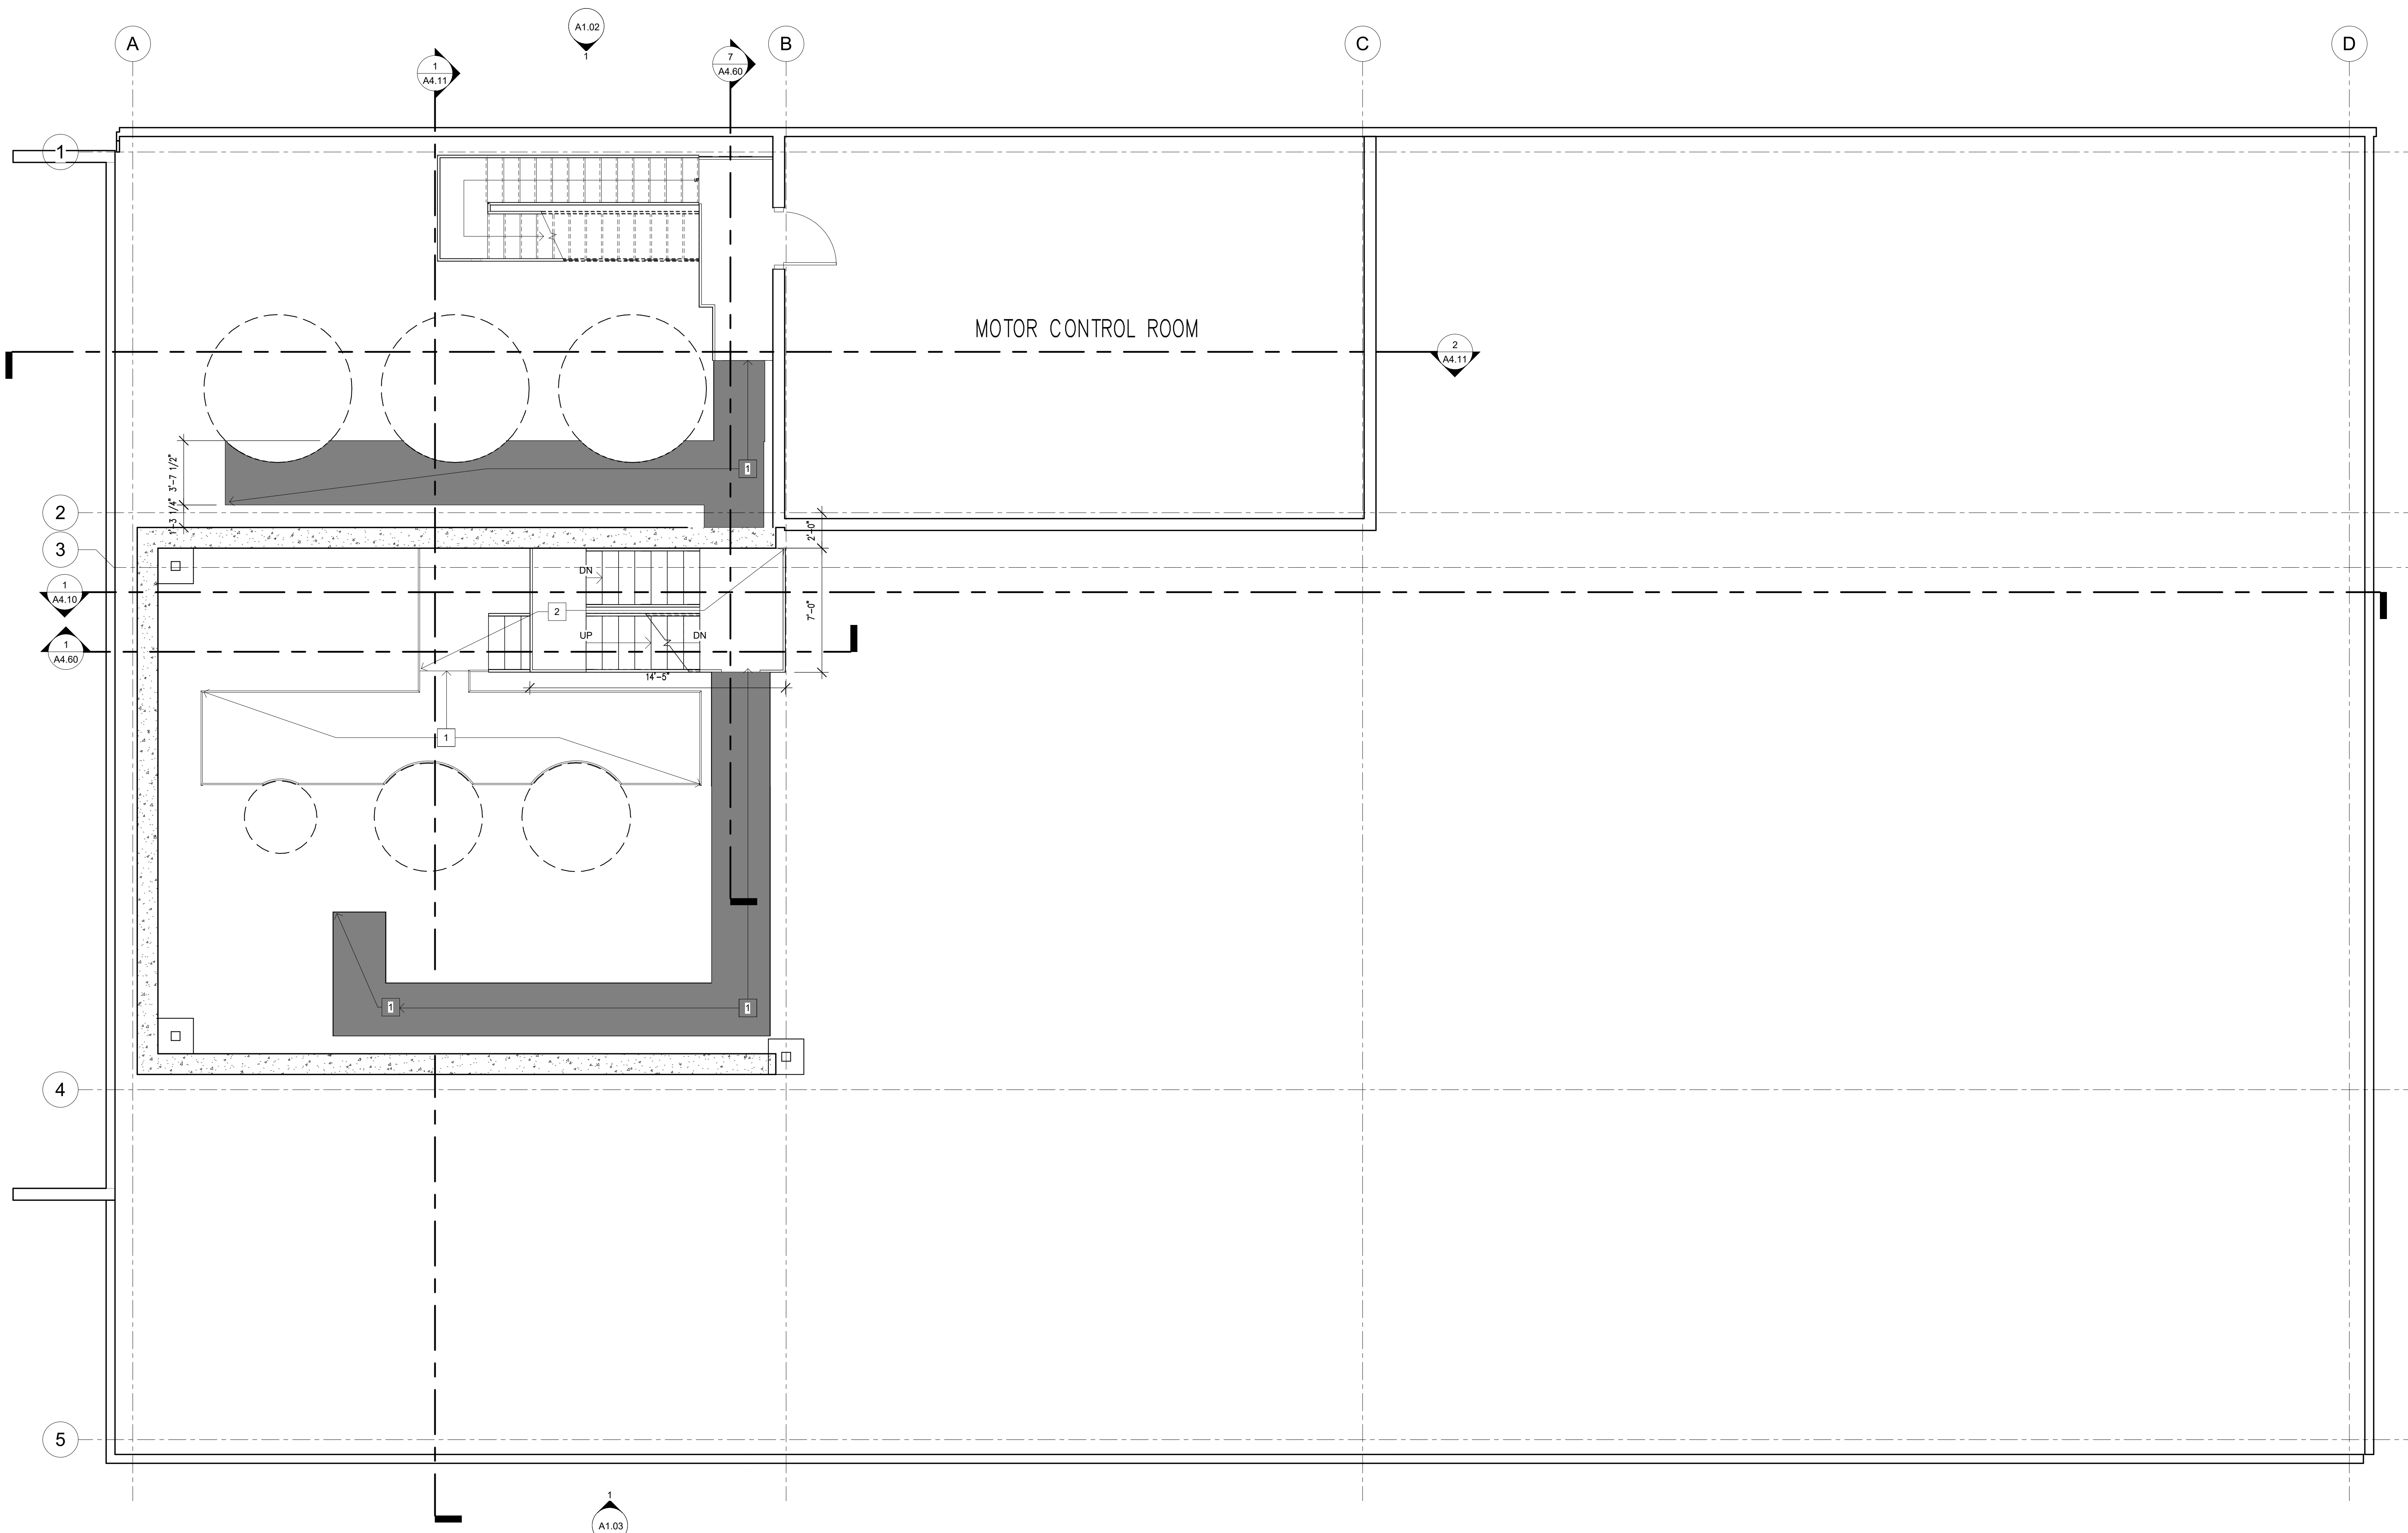 A1.02
1
A
B
C
D
1
A4.11
7
A4.60
1
MOTOR CONTROL ROOM
2
A4.11
3'-7 1/2"
1
1'-3 1/4"
2
2'-0"
3
DN
1
A4.10
2
7'-0"
UP
DN
1
A4.60
14'-5"
1
1
1
4
5
1
A1.03